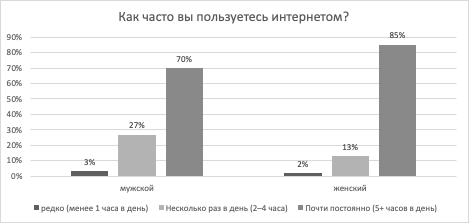 Как часто вы пользуетесь интернетом?
90%
80%
70%
60%
50%
40%
30%
20%
10%
0%
3%
27%
70%
2%
13%
85%
мужской
женский
редко (менее 1 часа в день)
Несколько раз в день (2–4 часа)
Почти постоянно (5+ часов в день)